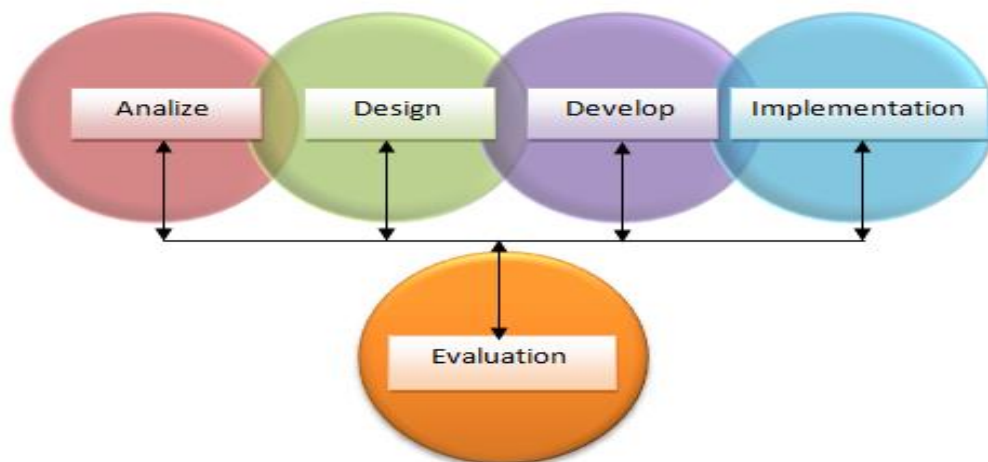 Analize
Design
Develop
Implementation
Evaluation